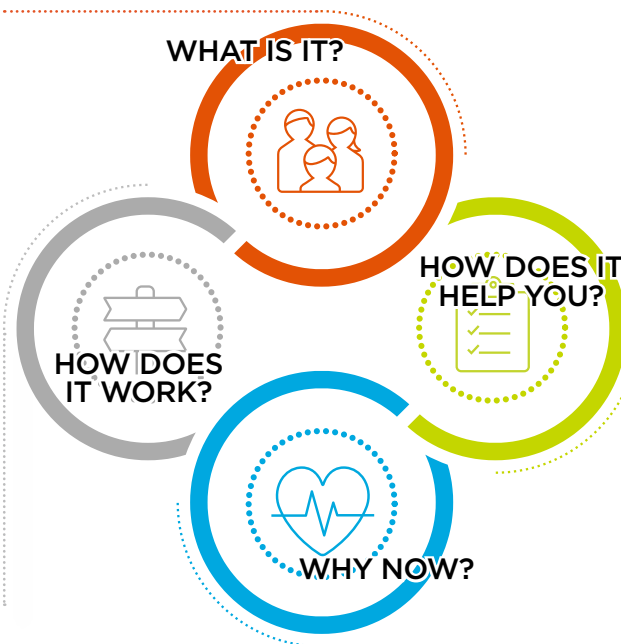 WHAT IS IT?
HOW DOES IT
HELP YOU?
HOW DOES
IT WORK?
WHY NOW?